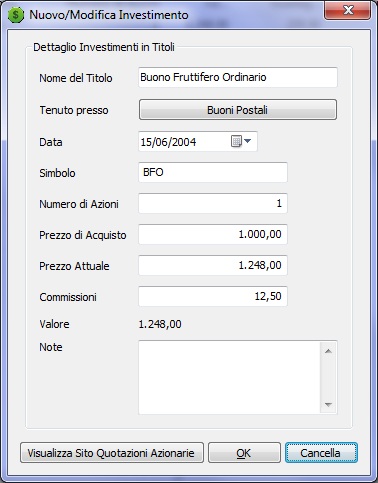 Nuovo/Modifica Investimento
Dettaglio Investimenti in Titoli
Nome del Titolo Buono Fruttifero Ordinario
Tenuto presso Buoni Postali
Data 15/06/2004
Simbolo BFO
Numero di Azioni 1
Prezzo di Acquisto 1.000,00
Prezzo Attuale 1.248,00
Commissioni 12,50
Valore 1.248,00
Note
Visualizza Sito Quotazioni Azionarie OK Cancella